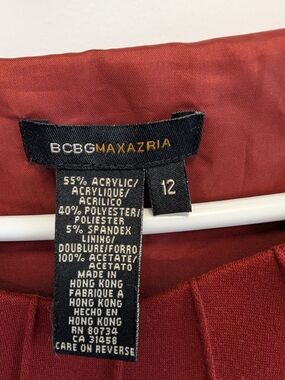 BCBGMAXAZRIA
12
55% ACRYLIC/
ACRYLIQUE/
ACRILICO
40% POLYESTER/
POLIESTER
5% SPANDEX
LINING/
DOUBLURE/FORRO
100% ACETATE/
ACETATO
MADE IN
HONG KONG
FABRIQUE A
HONG KONG
HECHO EN
HONG KONG
RN 80734
CA 31458
CARE ON REVERSE